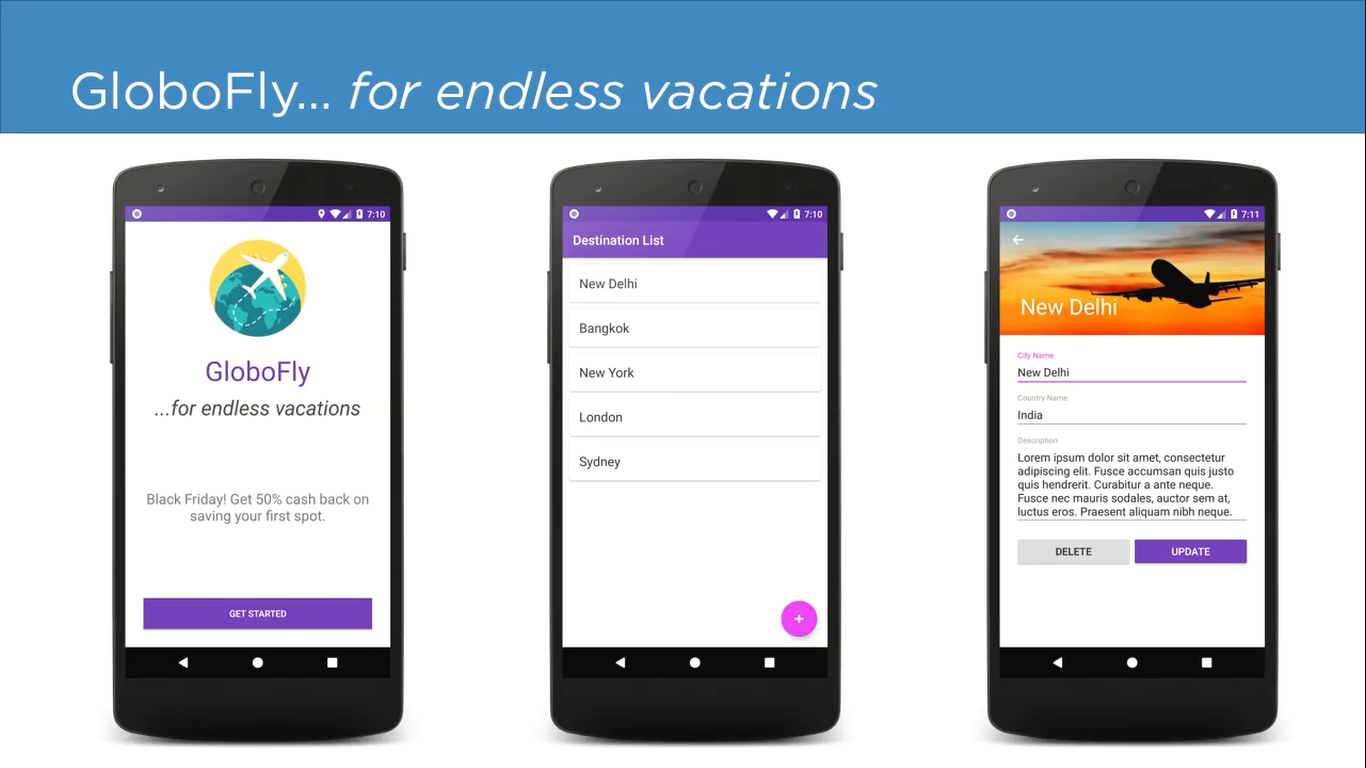 GloboFly... for endless vacations
7:10
GloboFly
...for endless vacations
Black Friday! Get 50% cash back on
saving your first spot.
GET STARTED
7:10
Destination List
New Delhi
Bangkok
New York
London
Sydney
+
7:11
New Delhi
City Name
New Delhi
Country Name
India
Description
Lorem ipsum dolor sit amet, consectetur
adipiscing elit. Fusce accumsan quis justo
quis hendrerit. Curabitur a ante neque.
Fusce nec mauris sodales, auctor sem at,
luctus eros. Praesent aliquam nibh neque.
DELETE UPDATE